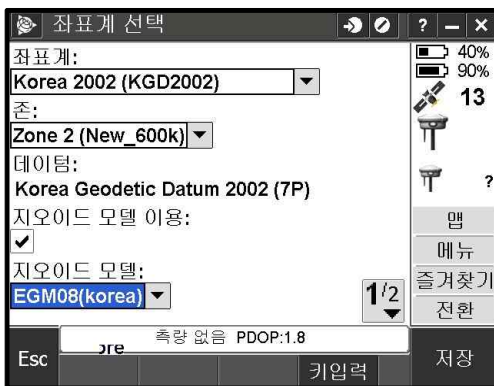 좌표계 선택
? – X
좌표계:
Korea 2002 (KGD2002)
존:
Zone 2 (New_600k)
데이텀:
Korea Geodetic Datum 2002 (7P)
지오이드 모델 이용:
지오이드 모델:
EGM08(korea)
1/2
40%
90%
13
?
맵
메뉴
즐겨찾기
전환
측량 없음 PDOP:1.8
Esc
키입력
저장